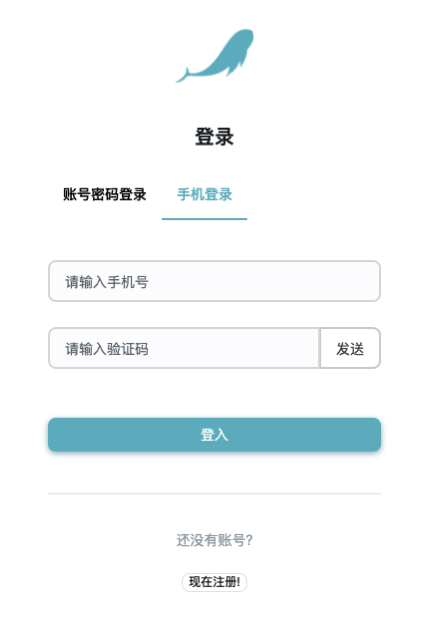 登录
账号密码登录 手机登录
请输入手机号
请输入验证码 发送
登入
还没有账号?
现在注册!